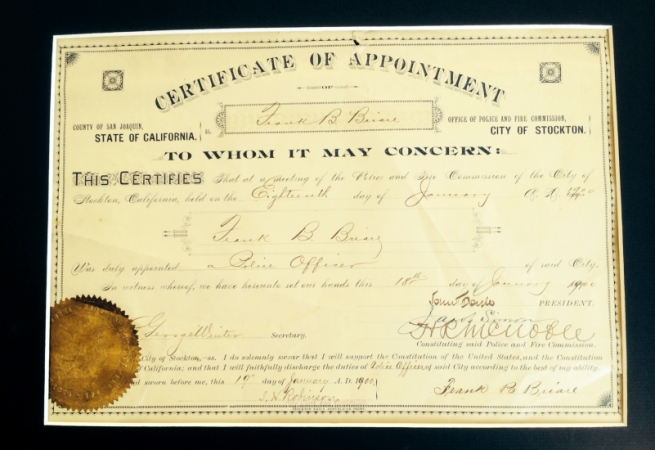 CERTIFICATE OF APPOINTMENT
OF
COUNTY OF SAN JOAQUIN,
STATE OF CALIFORNIA.
ss.
Frank B Briare
OFFICE OF POLICE AND FIRE COMMISSION,
CITY OF STOCKTON.
TO WHOM IT MAY CONCERN:
THIS CERTIFIES That at a meeting of the Police and Fire Commission of the City of
Stockton, California, held on the Eighteenth day of January A. D. 1900
Frank B. Briare
Was duly appointed a Police Officer of said City.
In witness whereof, we have hereunto set our hands this 18th day of January 1900
PRESIDENT.
George Secretary.
Constituting said Police and Fire Commission.
City of Stockton,—ss. I do solemnly swear that I will support the Constitution of the United States, and the Constitution
California; and that I will faithfully discharge the duties of Police Officer, of said City according to the best of my ability.
sworn before me, this 19th day of January A. D. 1900.
Frank B Briare